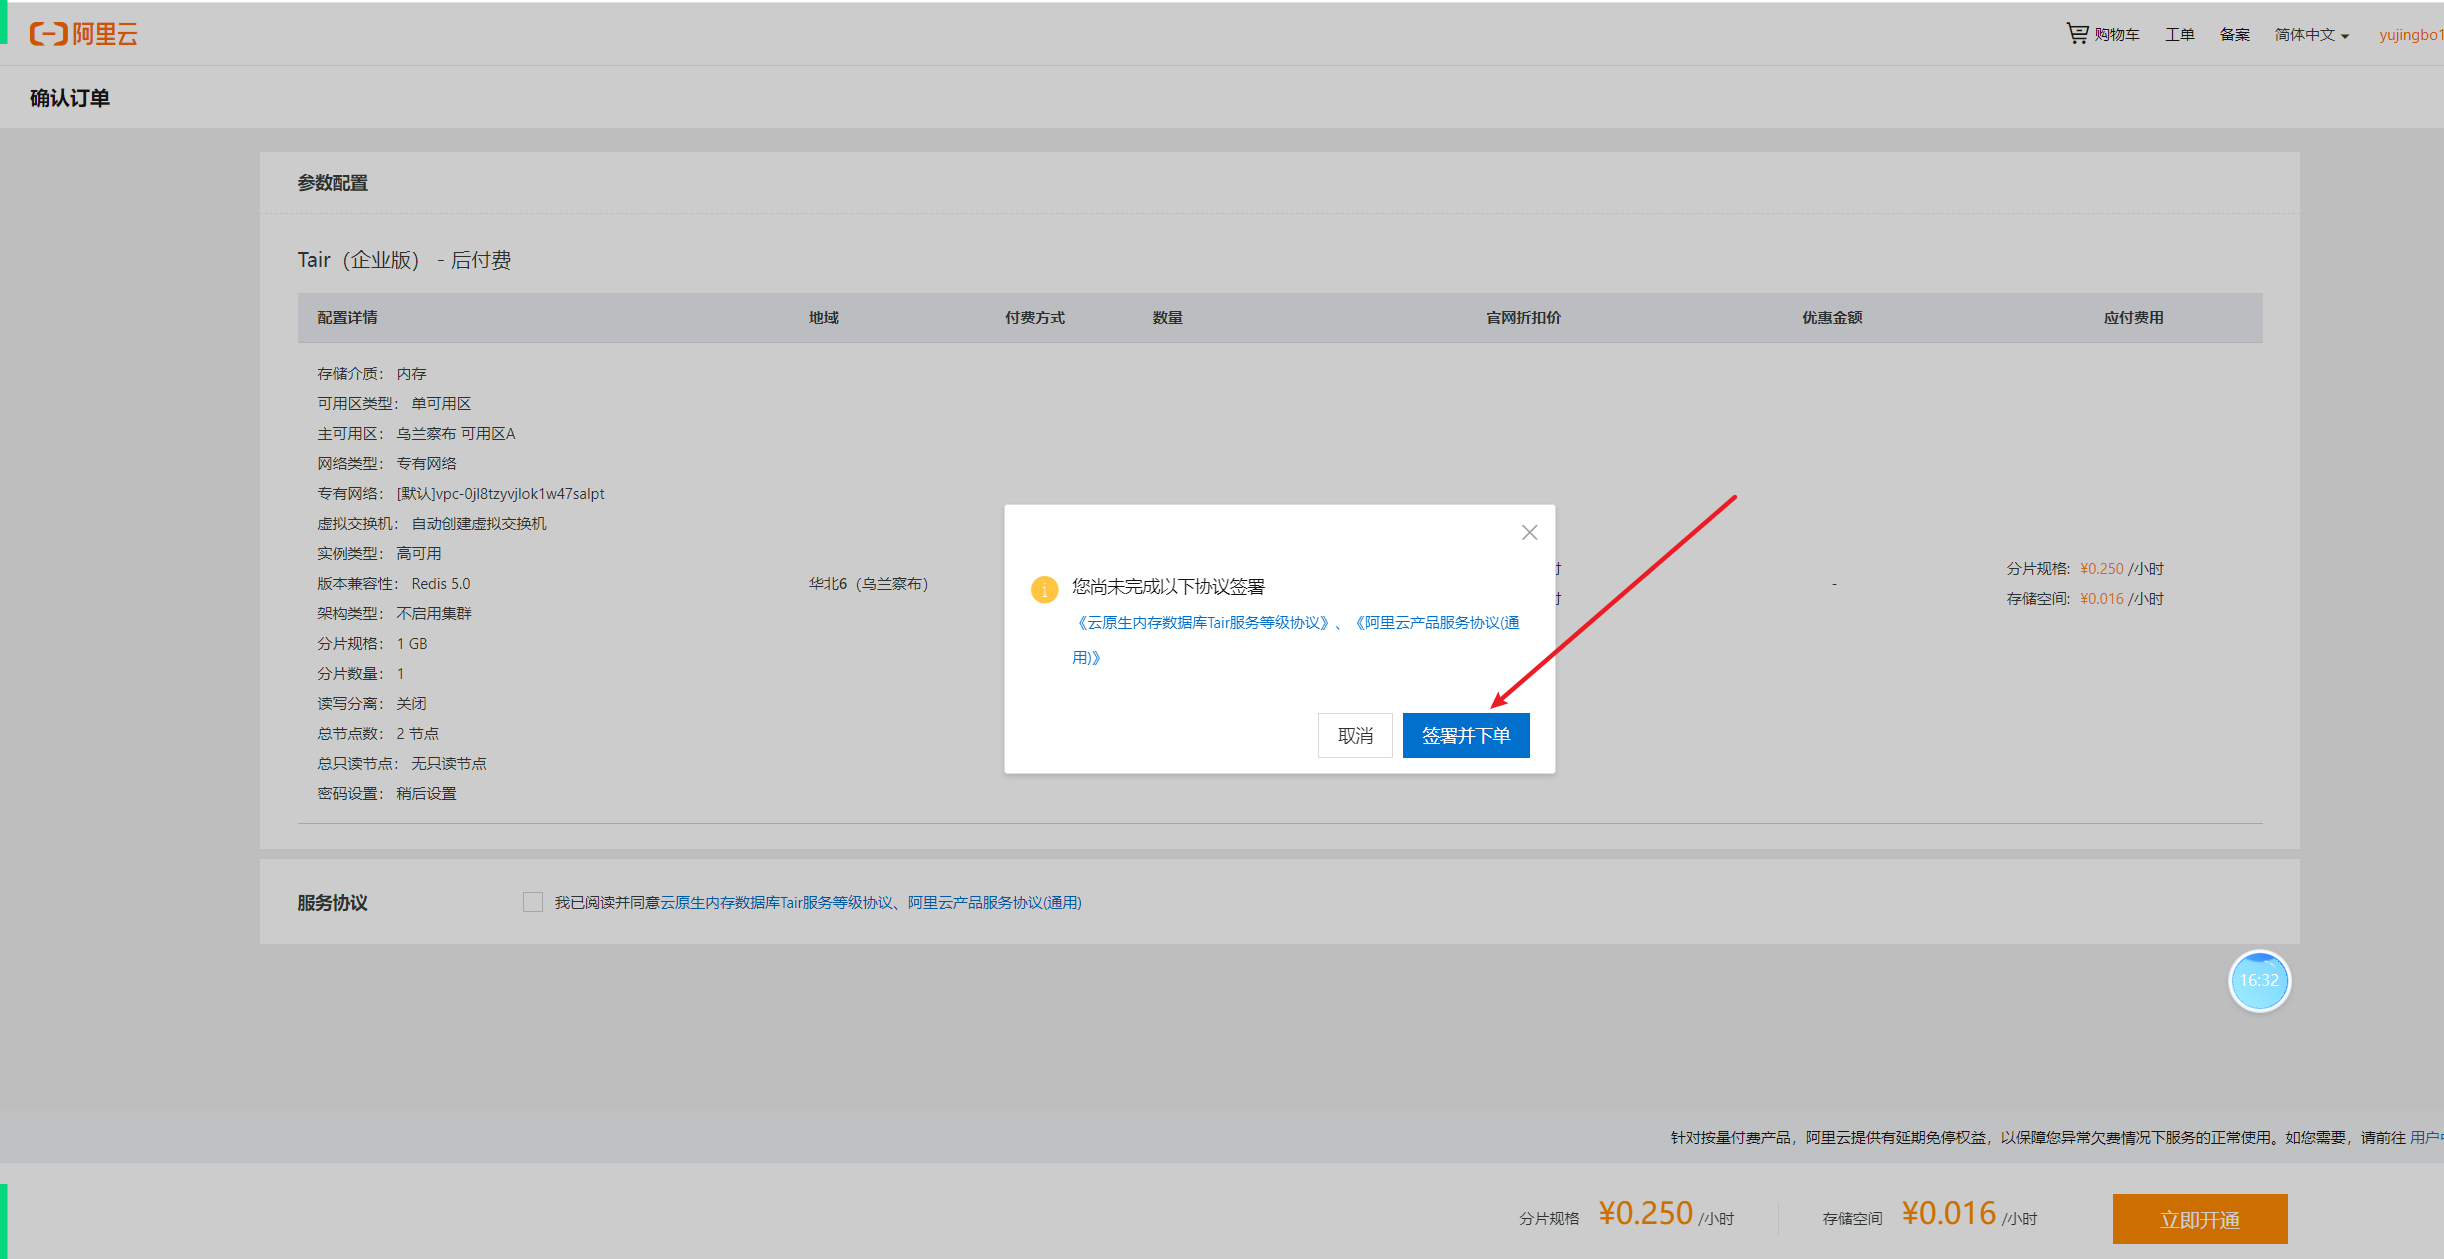 阿里云
购物车 工单 备案 简体中文 yujingbo1
确认订单
参数配置
Tair（企业版） - 后付费
配置详情 地域 付费方式 数量 官网折扣价 优惠金额 应付费用
存储介质： 内存
可用区类型： 单可用区
主可用区： 乌兰察布 可用区A
网络类型： 专有网络
专有网络： [默认]vpc-0jl8tzyvjlok1w47salpt
虚拟交换机： 自动创建虚拟交换机
实例类型： 高可用
版本兼容性： Redis 5.0
架构类型： 不启用集群
分片规格： 1 GB
分片数量： 1
读写分离： 关闭
总节点数： 2 节点
总只读节点： 无只读节点
密码设置： 稍后设置
华北6（乌兰察布）
-
分片规格: ¥0.250 /小时
存储空间: ¥0.016 /小时
您尚未完成以下协议签署
《云原生内存数据库Tair服务等级协议》、《阿里云产品服务协议(通
用)》
取消 签署并下单
服务协议 我已阅读并同意云原生内存数据库Tair服务等级协议、阿里云产品服务协议(通用)
16:32
针对按量付费产品，阿里云提供有延期免停权益，以保障您异常欠费情况下服务的正常使用。如您需要，请前往 用户
分片规格 ¥0.250 /小时 存储空间 ¥0.016 /小时 立即开通